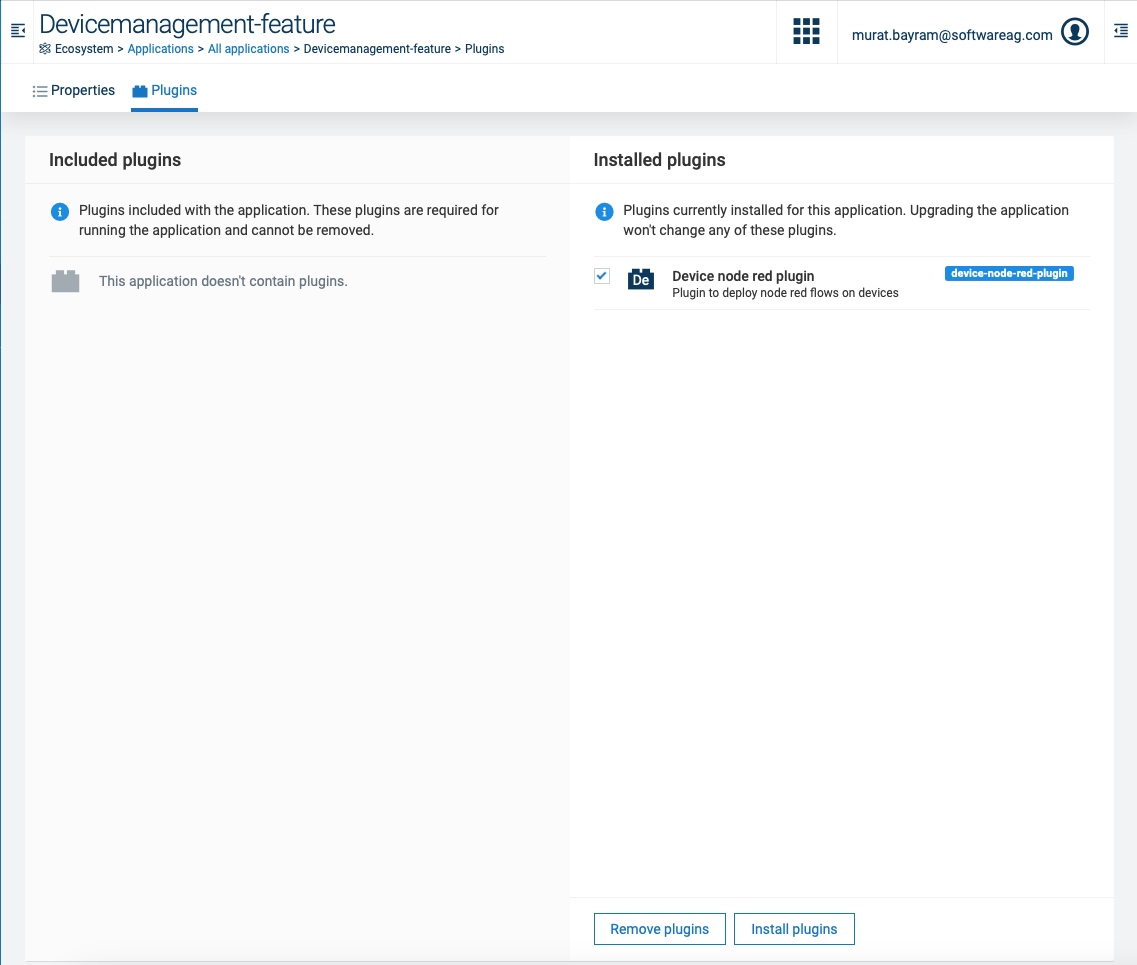 Devicemanagement-feature
Ecosystem > Applications > All applications > Devicemanagement-feature > Plugins
murat.bayram@softwareag.com
Properties
Plugins
Included plugins
Plugins included with the application. These plugins are required for
running the application and cannot be removed.
This application doesn't contain plugins.
Installed plugins
Plugins currently installed for this application. Upgrading the application
won't change any of these plugins.
De
Device node red plugin
device-node-red-plugin
Plugin to deploy node red flows on devices
Remove plugins
Install plugins